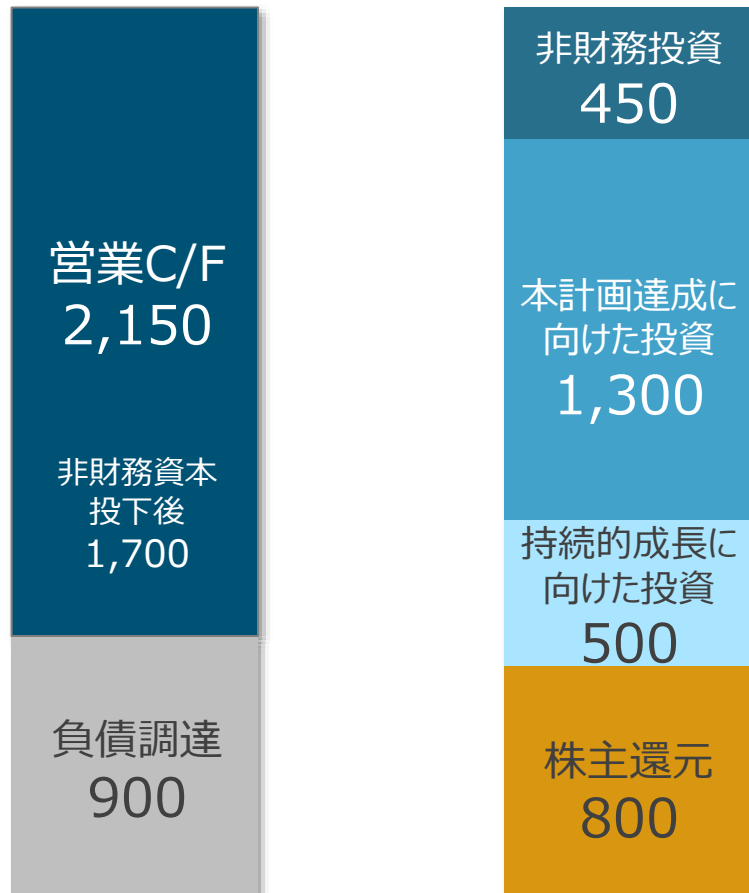 営業C/F
2,150
非財務資本
投下後
1,700
負債調達
900
非財務投資
450
本計画達成に
向けた投資
1,300
持続的成長に
向けた投資
500
株主還元
800